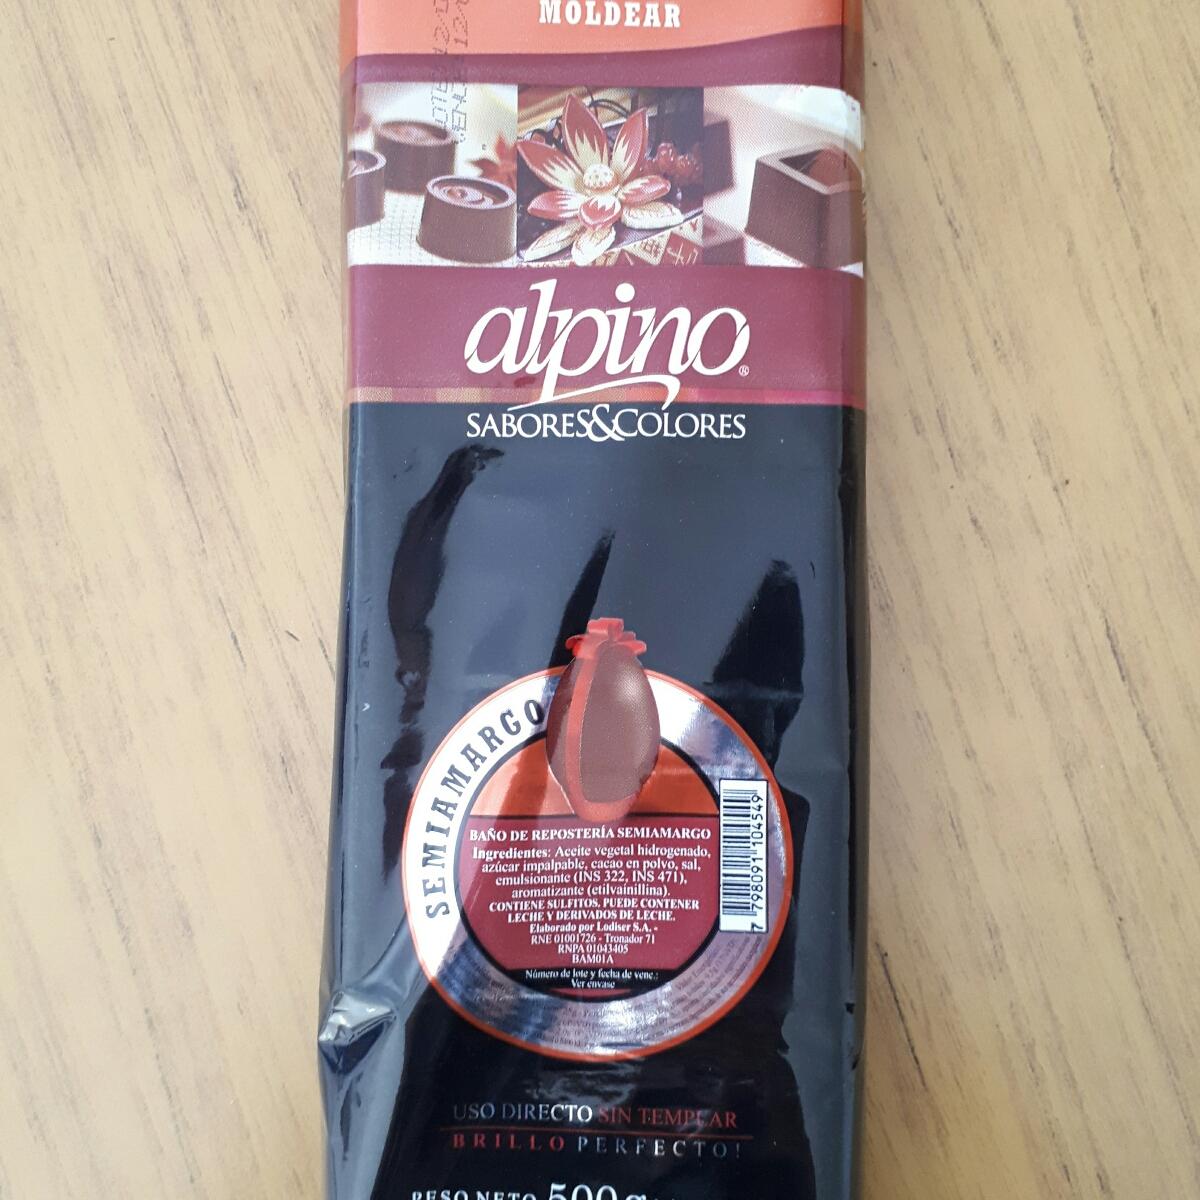 MOLDEAR
alpino®
SABORES&COLORES
SEMIAMARGO
BAÑO DE REPOSTERÍA SEMIAMARGO
Ingredientes: Aceite vegetal hidrogenado,
azúcar impalpable, cacao en polvo, sal,
emulsionante (INS 322, INS 471),
aromatizante (etilvainillina).
CONTIENE SULFITOS. PUEDE CONTENER
LECHE Y DERIVADOS DE LECHE.
Elaborado por Lodiser S.A. -
RNE 01001726 - Tronador 71
RNPA 01043405
BAM01A
Número de lote y fecha de venc.:
Ver envase
7 798091 104549
USO DIRECTO SIN TEMPLAR
BRILLO PERFECTO!
PESO NETO 500 g